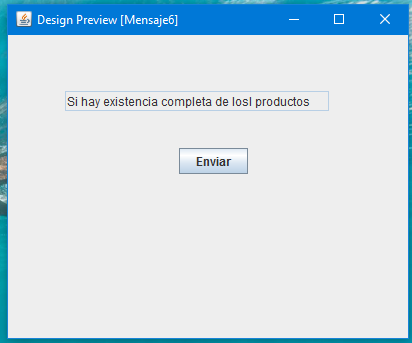 Design Preview [Mensaje6]
Si hay existencia completa de losl productos
Enviar